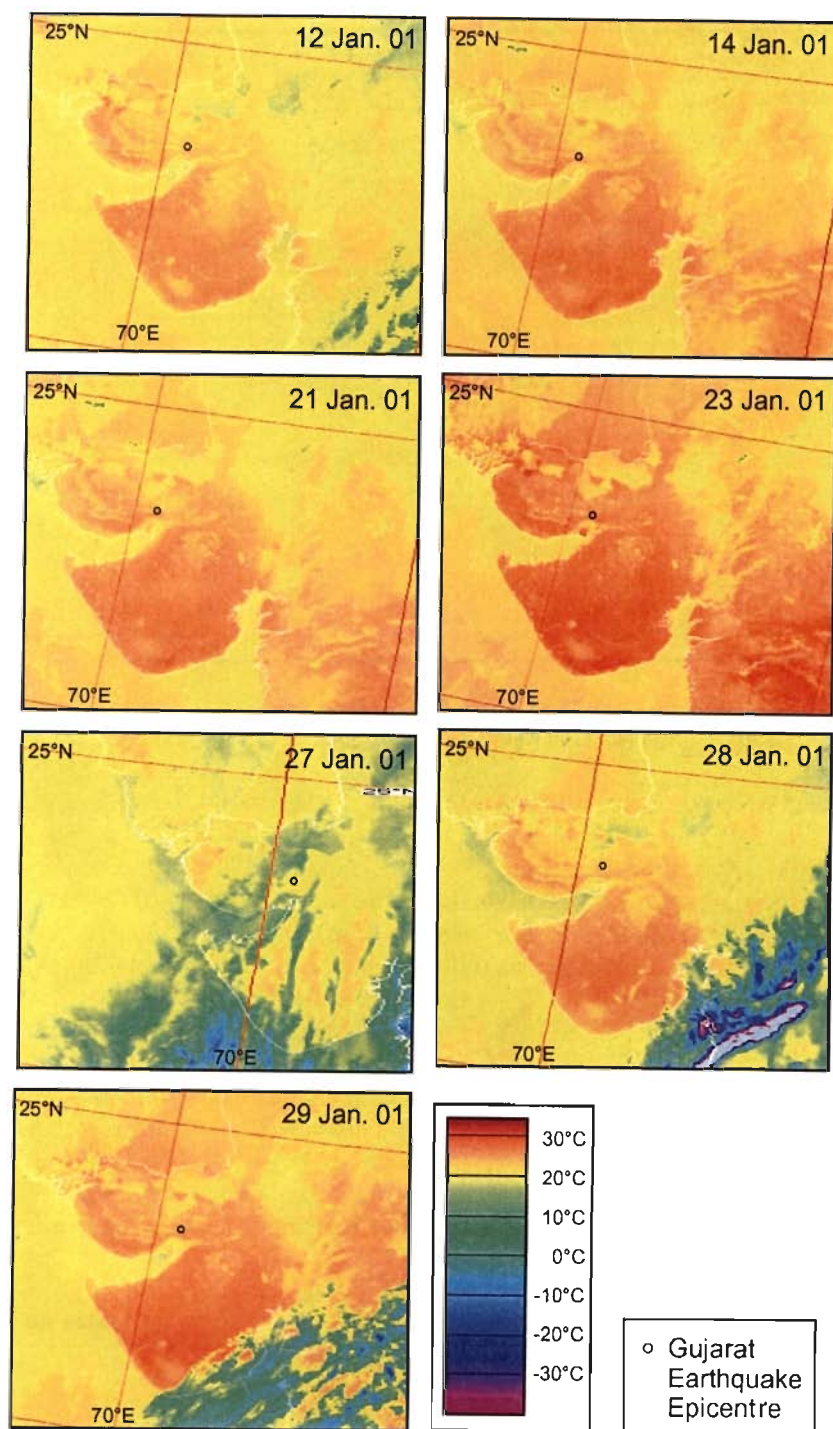 25°N
12 Jan. 01
70°E
25°N
14 Jan. 01
70°E
25°N
21 Jan. 01
70°E
25°N
23 Jan. 01
70°E
25°N
27 Jan. 01
25°N
70°E
25°N
28 Jan. 01
70°E
25°N
29 Jan. 01
70°E
30°C
20°C
10°C
0°C
-10°C
-20°C
-30°C
Gujarat
Earthquake
Epicentre